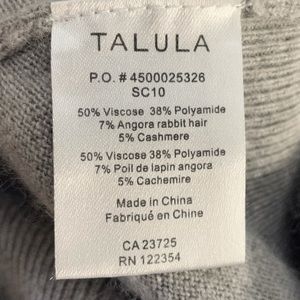 TALULA
P.O. # 4500025326
SC10
50% Viscose 38% Polyamide
7% Angora rabbit hair
5% Cashmere
50% Viscose 38% Polyamide
7% Poil de lapin angora
5% Cachemire
Made in China
Fabriqué en Chine
CA 23725
RN 122354